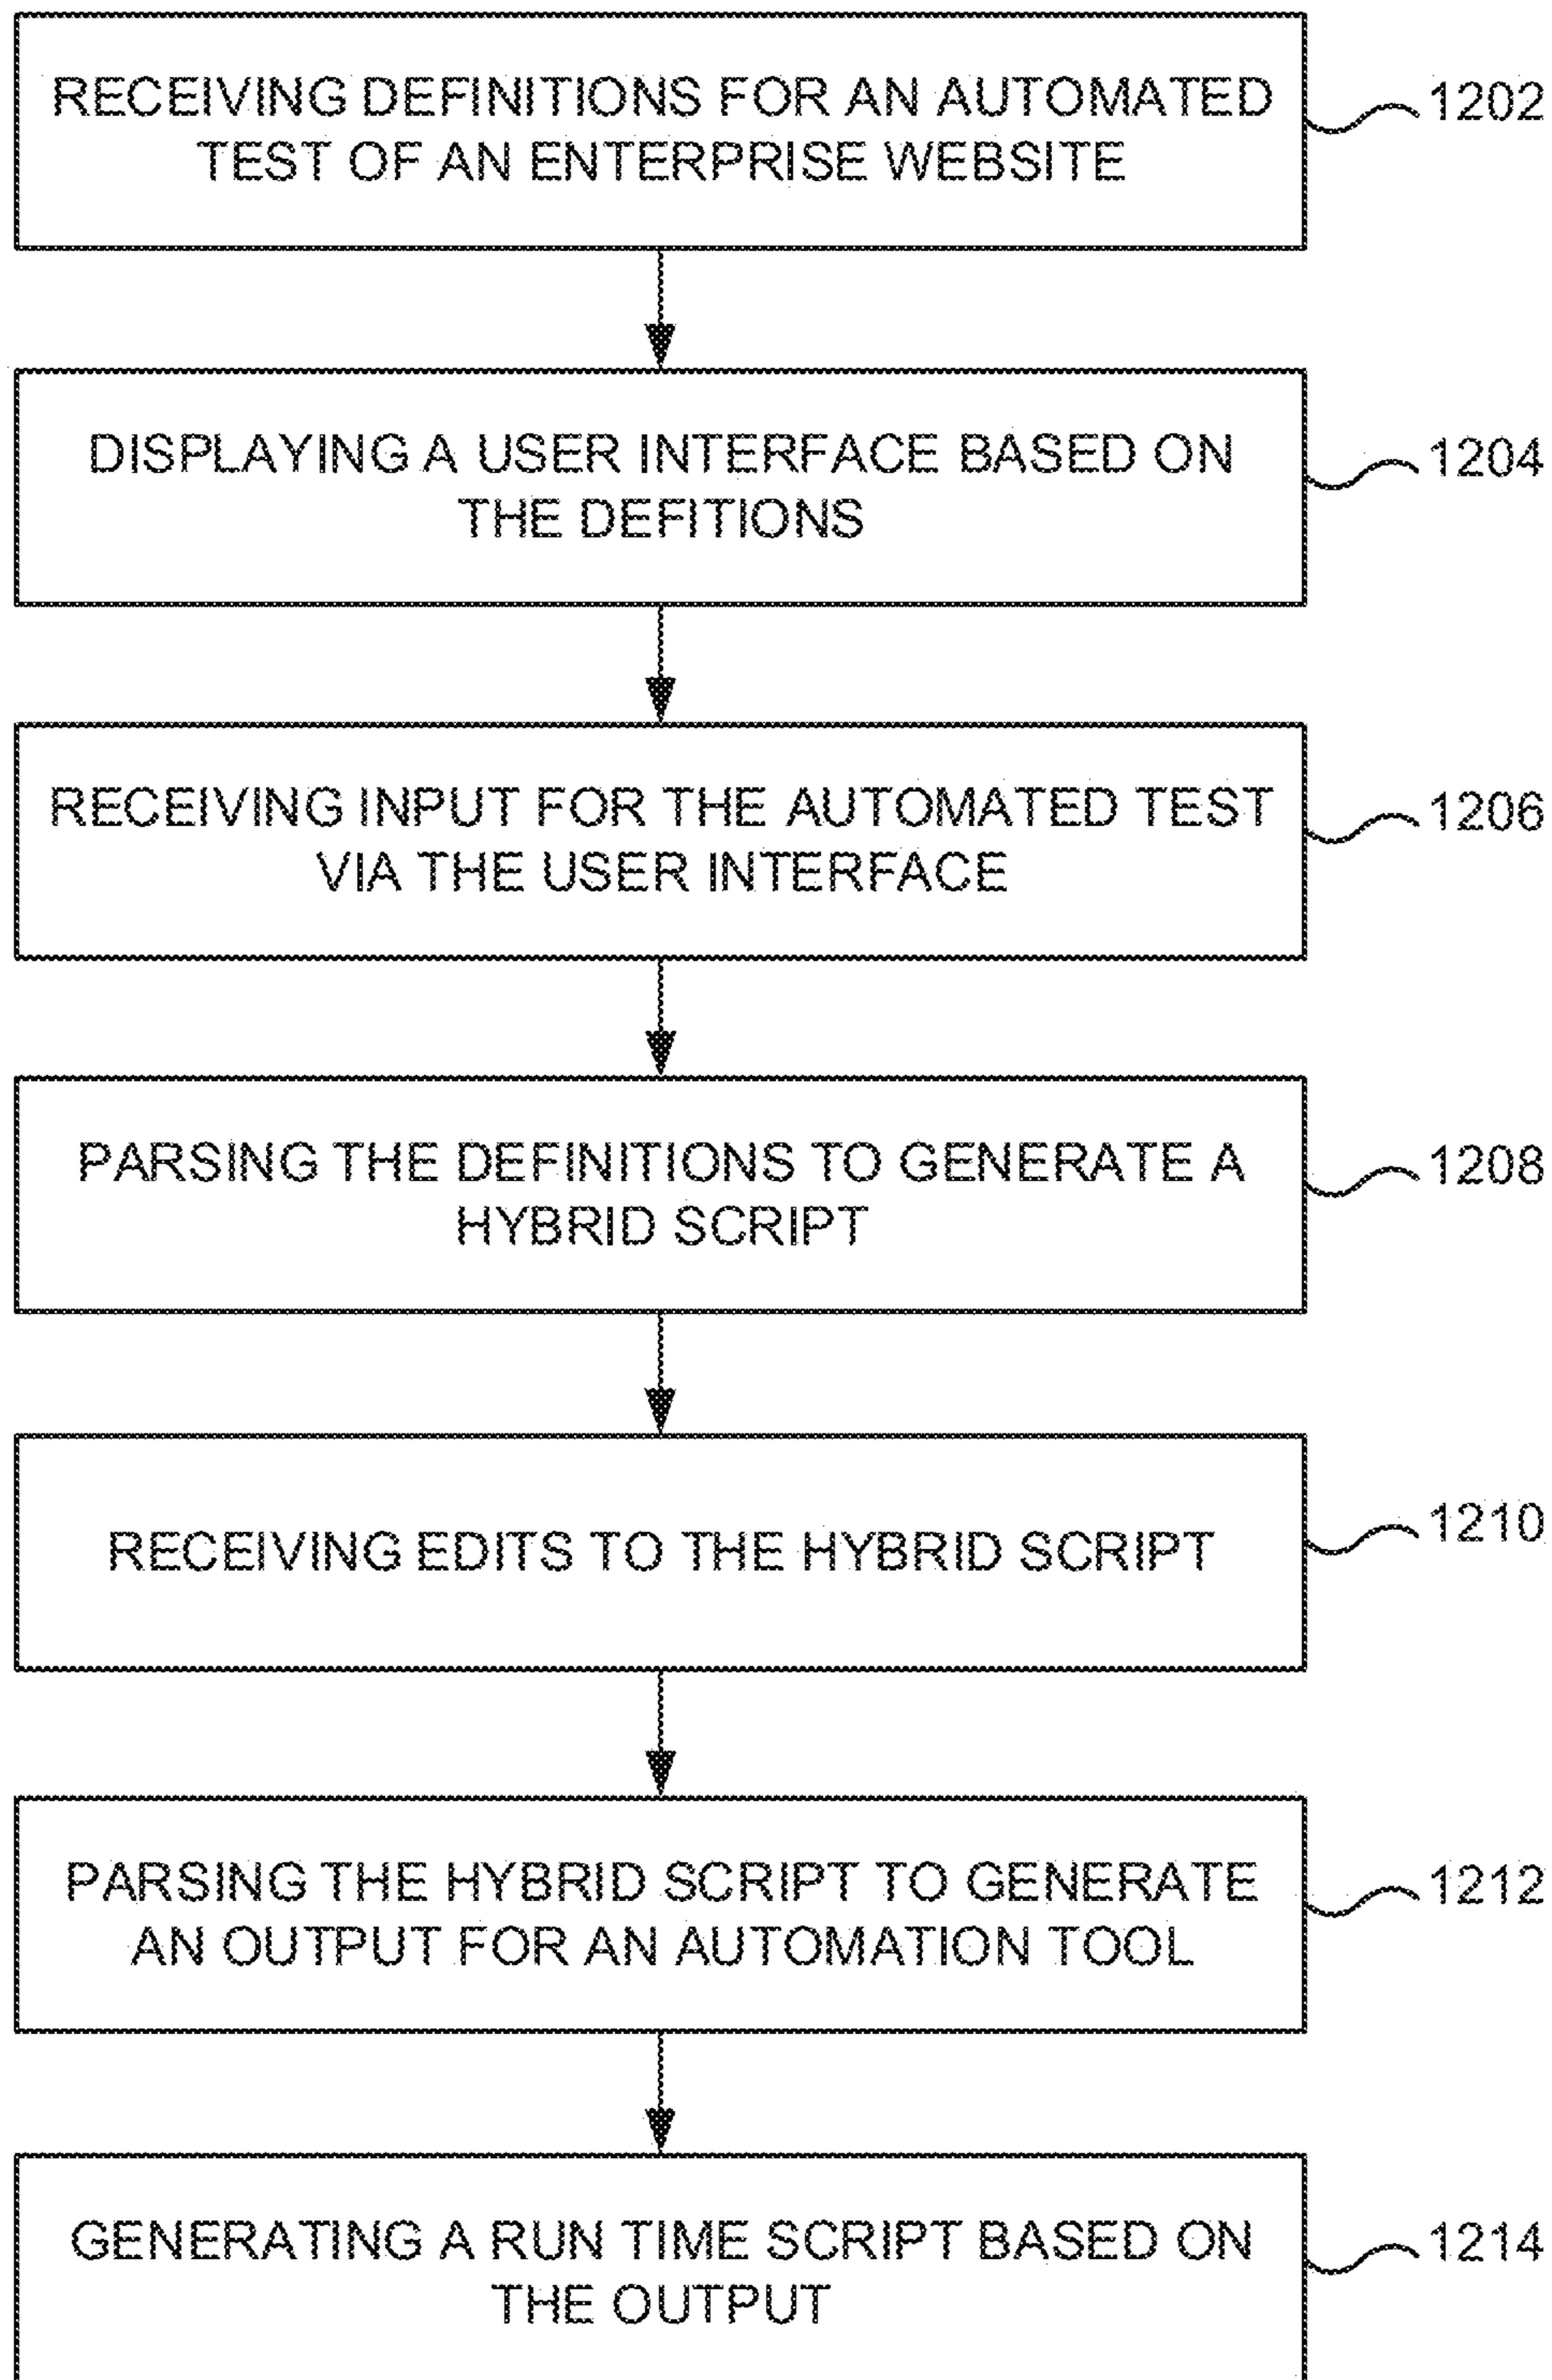 RECEIVING DEFINITIONS FOR AN AUTOMATED
TEST OF AN ENTERPRISE WEBSITE
1202
DISPLAYING A USER INTERFACE BASED ON
THE DEFITIONS
1204
RECEIVING INPUT FOR THE AUTOMATED TEST
VIA THE USER INTERFACE
1206
PARSING THE DEFINITIONS TO GENERATE A
HYBRID SCRIPT
1208
RECEIVING EDITS TO THE HYBRID SCRIPT
1210
PARSING THE HYBRID SCRIPT TO GENERATE
AN OUTPUT FOR AN AUTOMATION TOOL
1212
GENERATING A RUN TIME SCRIPT BASED ON
THE OUTPUT
1214